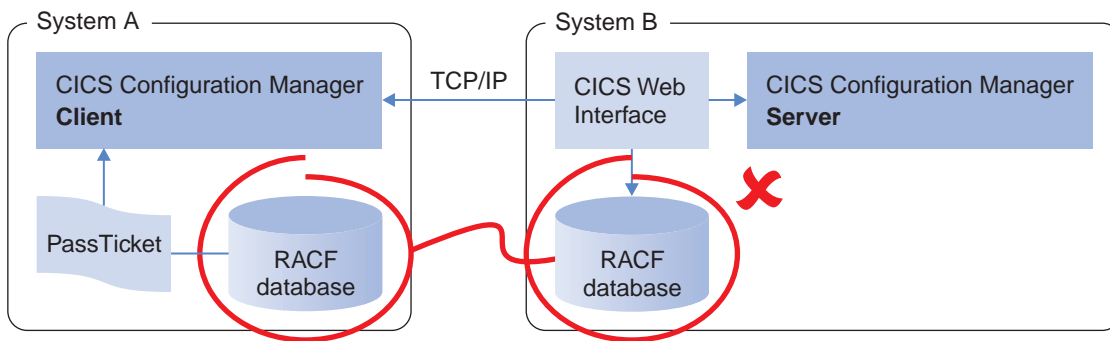 System A
System B
CICS Configuration Manager
Client
TCP/IP
CICS Web
Interface
CICS Configuration Manager
Server
PassTicket
RACF
database
RACF
database